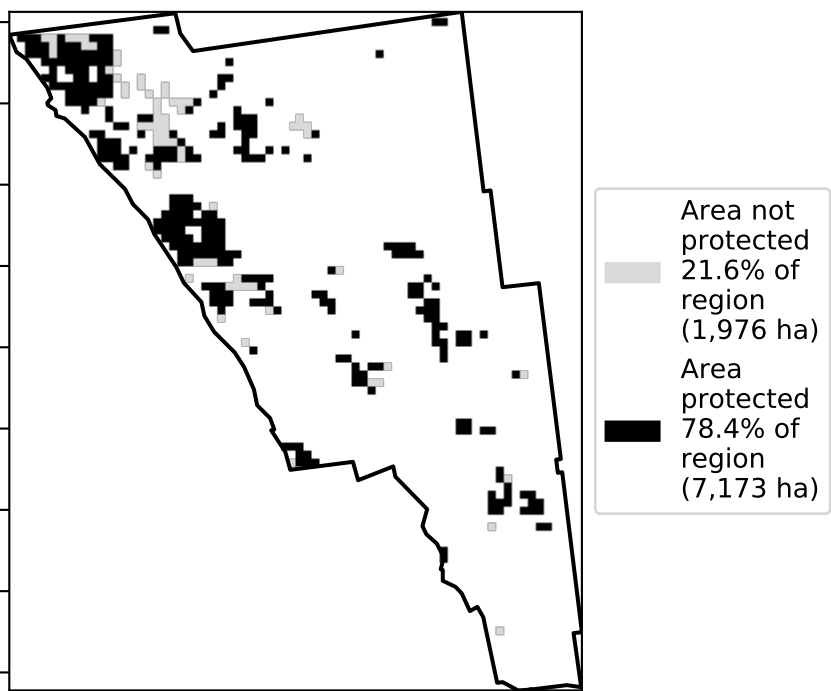 Area not
protected
21.6% of
region
(1,976 ha)
Area
protected
78.4% of
region
(7,173 ha)